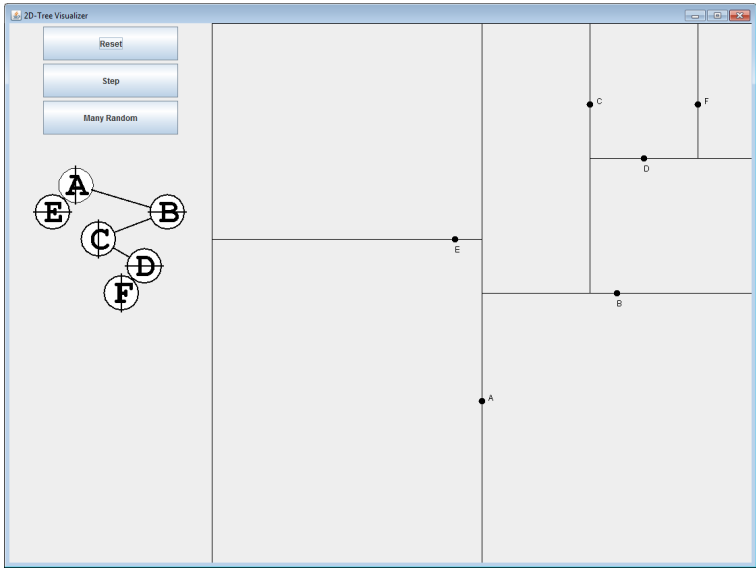 2D-Tree Visualizer
Reset
Step
Many Random
A
E
B
C
D
F
C
F
D
E
B
A